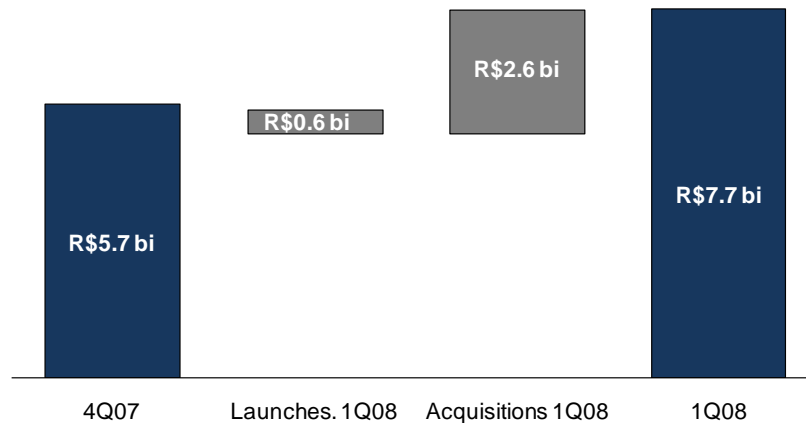 R$2.6 bi
R$0.6 bi
R$7.7 bi
R$5.7 bi
4Q07
Launches. 1Q08
Acquisitions 1Q08
1Q08